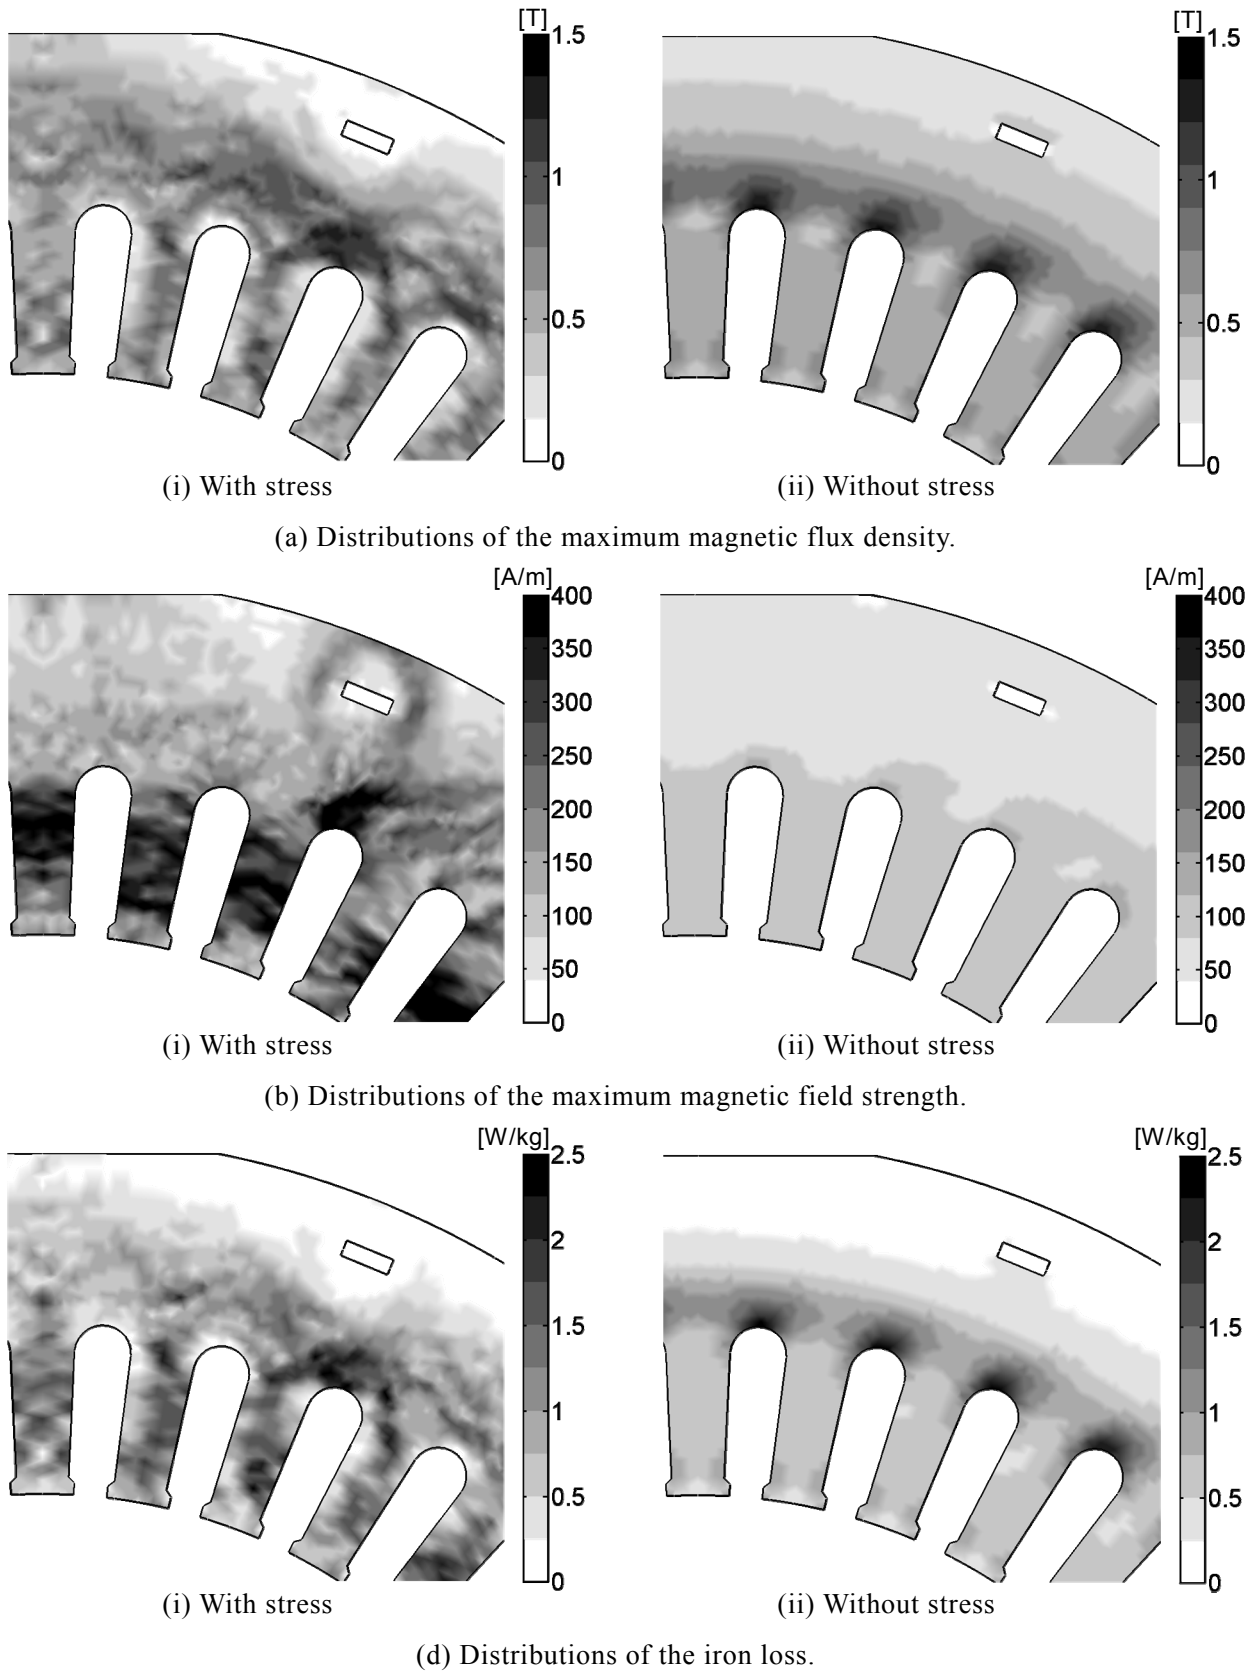 [T]
1.5
1
0.5
0
[T]
1.5
1
0.5
0
(i) With stress
(ii) Without stress
(a) Distributions of the maximum magnetic flux density.
[A/m]
400
350
300
250
200
150
100
50
0
[A/m]
400
350
300
250
200
150
100
50
0
(i) With stress
(ii) Without stress
(b) Distributions of the maximum magnetic field strength.
[W/kg]
2.5
2
1.5
1
0.5
0
[W/kg]
2.5
2
1.5
1
0.5
0
(i) With stress
(ii) Without stress
(d) Distributions of the iron loss.